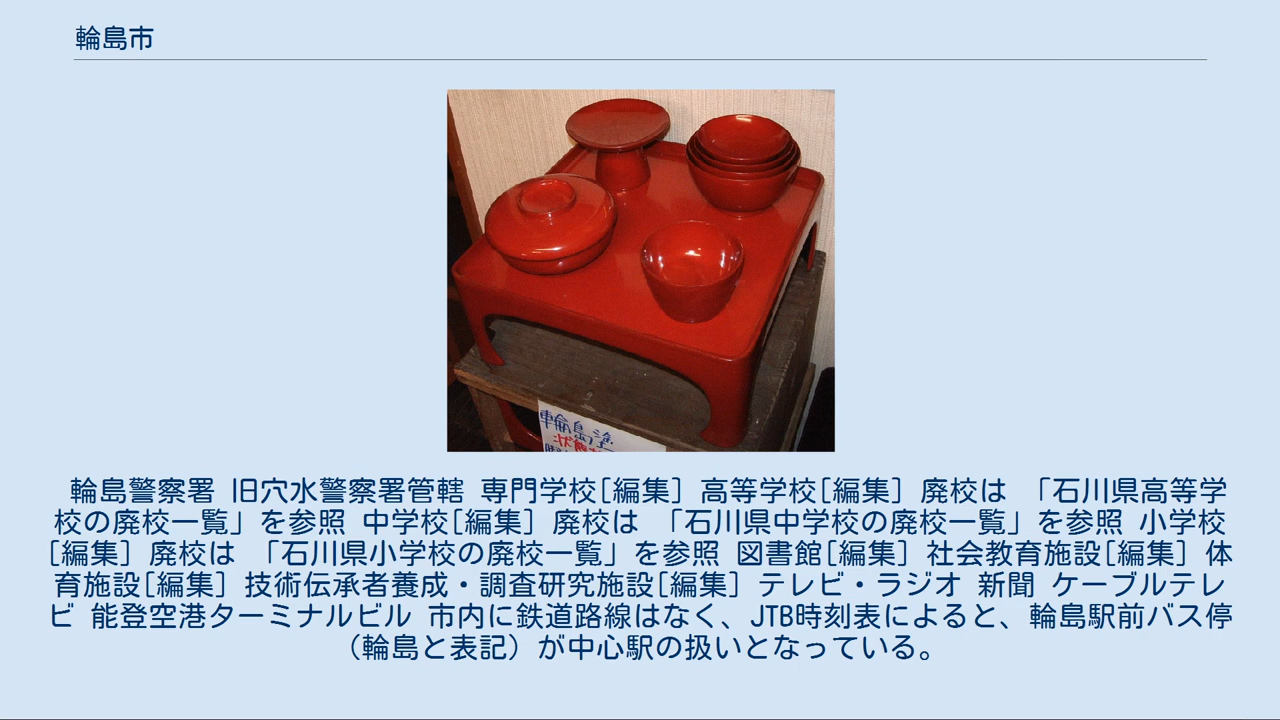 輪島市
輪島塗
輪島警察署 旧穴水警察署管轄 専門学校[編集] 高等学校[編集] 廃校は 「石川県高等学
校の廃校一覧」を参照 中学校[編集] 廃校は 「石川県中学校の廃校一覧」を参照 小学校
[編集] 廃校は 「石川県小学校の廃校一覧」を参照 図書館[編集] 社会教育施設[編集] 体
育施設[編集] 技術伝承者養成・調査研究施設[編集] テレビ・ラジオ 新聞 ケーブルテレ
ビ 能登空港ターミナルビル 市内に鉄道路線はなく、JTB時刻表によると、輪島駅前バス停
（輪島と表記）が中心駅の扱いとなっている。